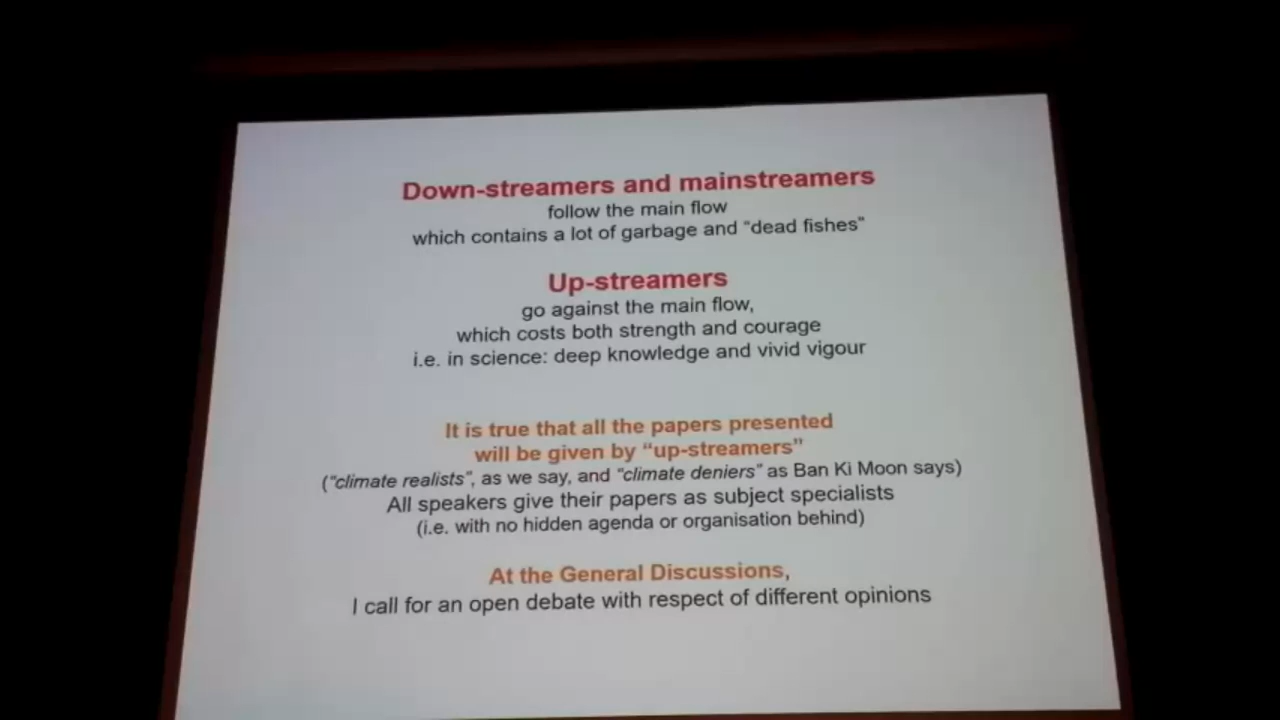 Down-streamers and mainstreamers
follow the main flow
which contains a lot of garbage and “dead fishes”
Up-streamers
go against the main flow,
which costs both strength and courage
i.e. in science: deep knowledge and vivid vigour
It is true that all the papers presented
will be given by “up-streamers”
(“climate realists”, as we say, and “climate deniers” as Ban Ki Moon says)
All speakers give their papers as subject specialists
(i.e. with no hidden agenda or organisation behind)
At the General Discussions,
I call for an open debate with respect of different opinions